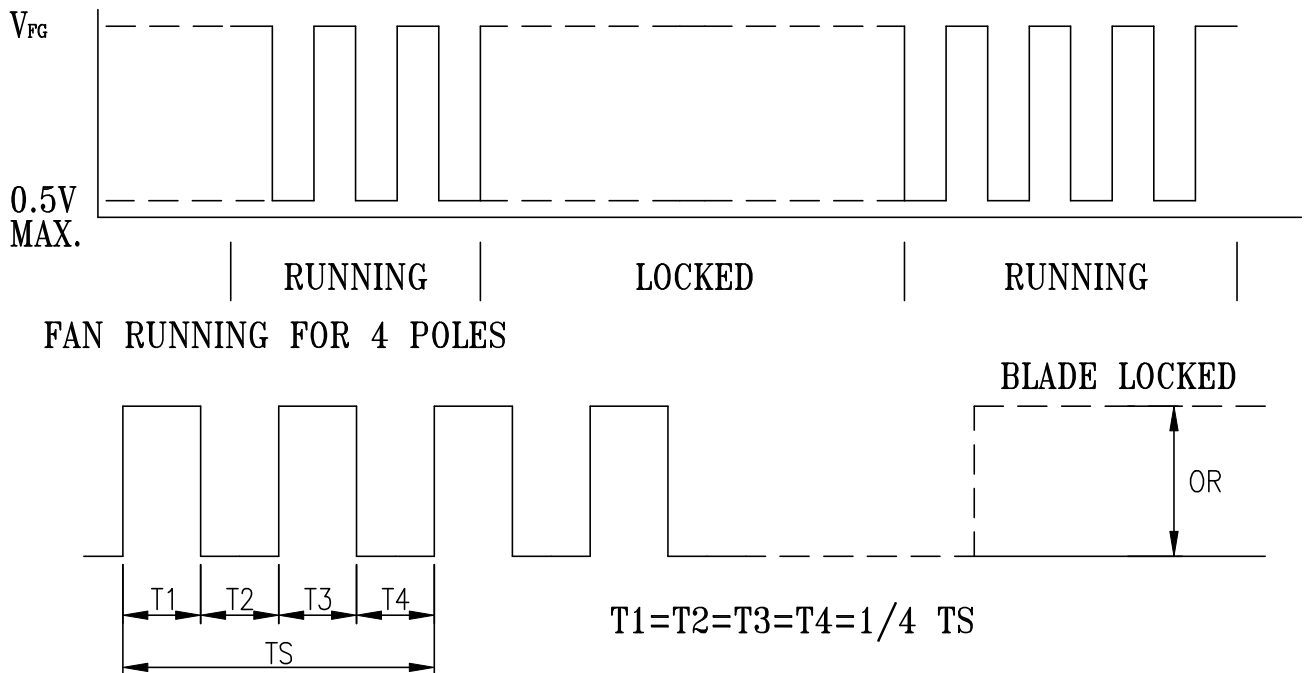 VFG
0.5V
MAX.
RUNNING LOCKED RUNNING
FAN RUNNING FOR 4 POLES
BLADE LOCKED
OR
T1 T2 T3 T4
T1=T2=T3=T4=1/4 TS
TS